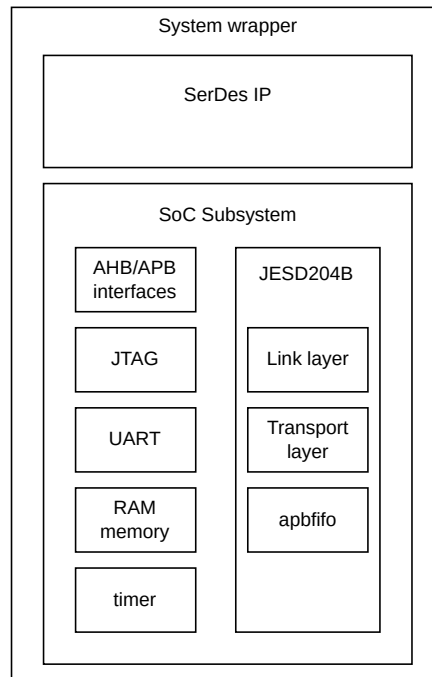 System wrapper
SerDes IP
SoC Subsystem
AHB/APB
interfaces
JTAG
UART
RAM
memory
timer
JESD204B
Link layer
Transport
layer
apbfifo